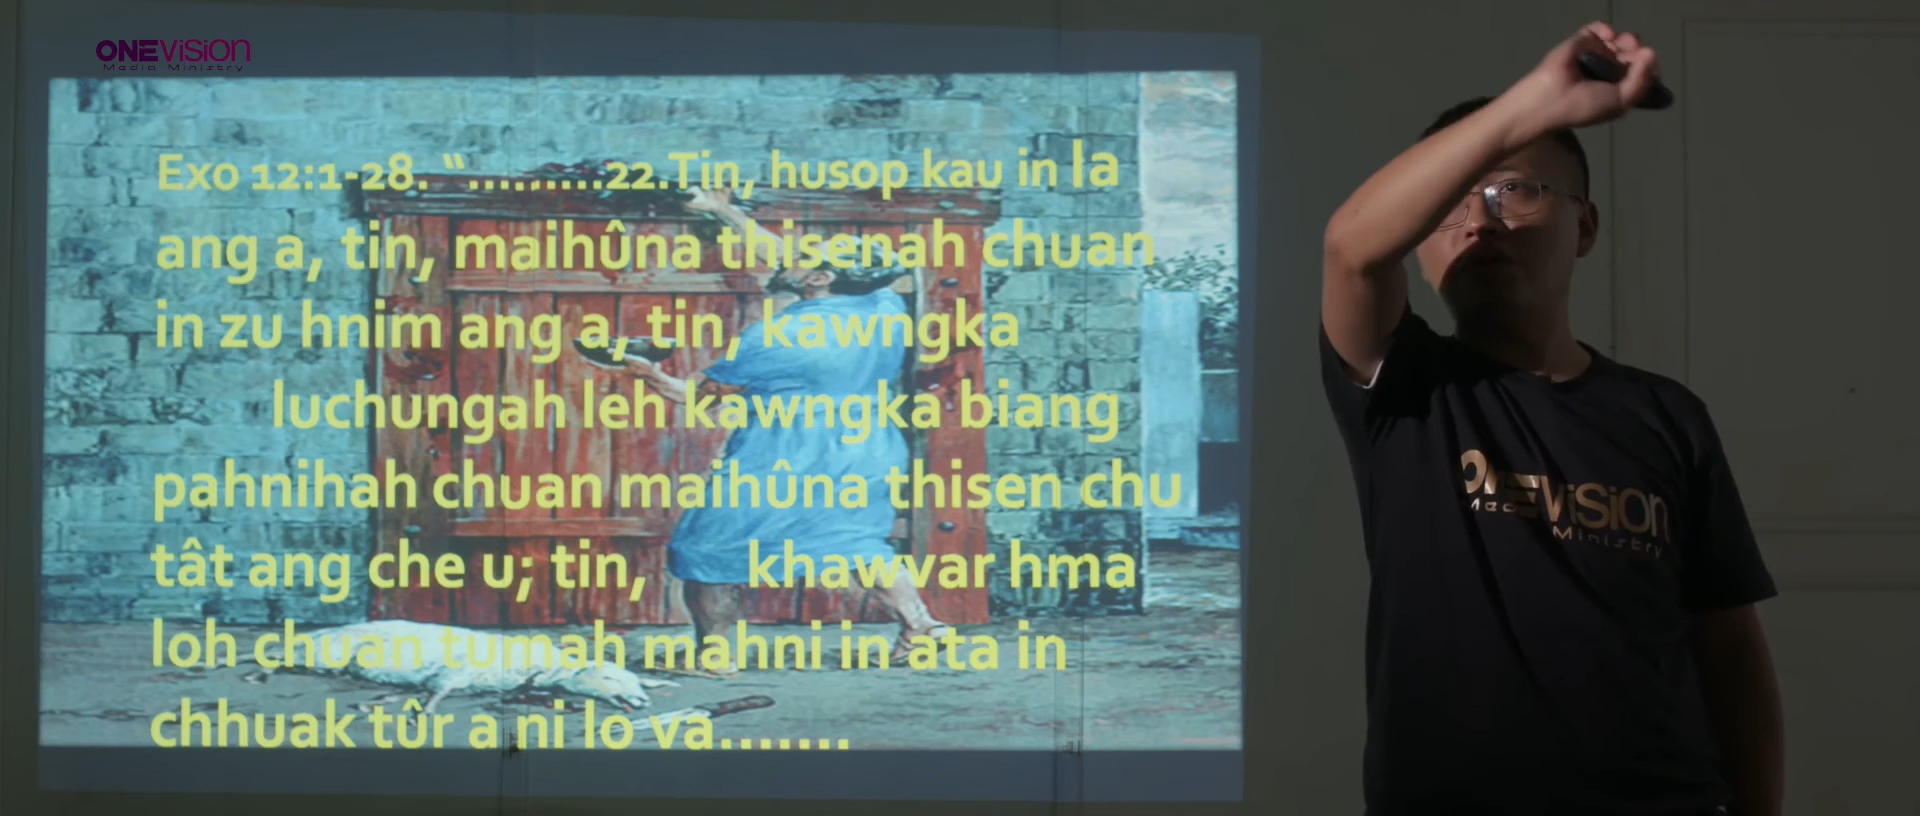 ONEVISION
Media Ministry
Exo 12:1-28. “.........22.Tin, husop kau in la
ang a, tin, maihûna thisenah chuan
in zu hnim ang a, tin, kawngka
luchungah leh kawngka biang
pahnihah chuan maihûna thisen chu
tât ang che u; tin, khawvar hma
loh chuan tumah mahni in ata in
chhuak tûr a ni lo va.......
ONEVISION
Media Ministry